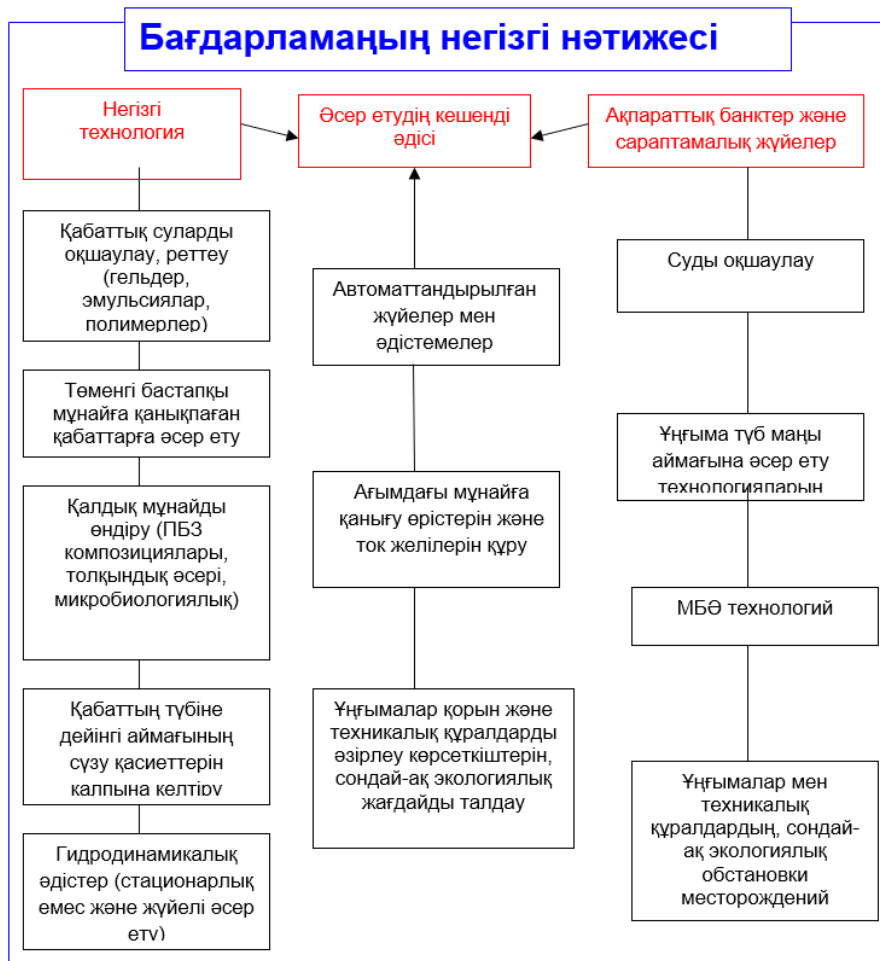 Бағдарламаның негізгі нәтижесі
Негізгі
технология
Әсер етудің кешенді
әдісі
Ақпараттық банктер және
сараптамалық жүйелер
Қабаттық суларды
оқшаулау, реттеу
(гельдер,
эмульсиялар,
полимерлер)
Төменгі бастапқы
мұнайға қанықпаған
қабаттарға әсер ету
Қалдық мұнайды
өндіру (ПБЗ
композициялары,
толқындық әсері,
микробиологиялық)
Қабаттың түбіне
дейінгі аймағының
сүзу қасиеттерін
қалпына келтіру
Гидродинамикалық
әдістер (стационарлық
емес және жүйелі әсер
ету)
Автоматтандырылған
жүйелер мен
әдістемелер
Ағымдағы мұнайға
қанығу өрістерін және
ток желілерін құру
Ұңғымалар қорын және
техникалық құралдарды
әзірлеу көрсеткіштерін,
сондай-ақ экологиялық
жағдайды талдау
Суды оқшаулау
Ұңғыма түб маңы
аймағына әсер ету
технологияларын
МБӘ технологий
Ұңғымалар мен
техникалық
құралдардың, сондай-
ақ экологиялық
обстановки
месторождений